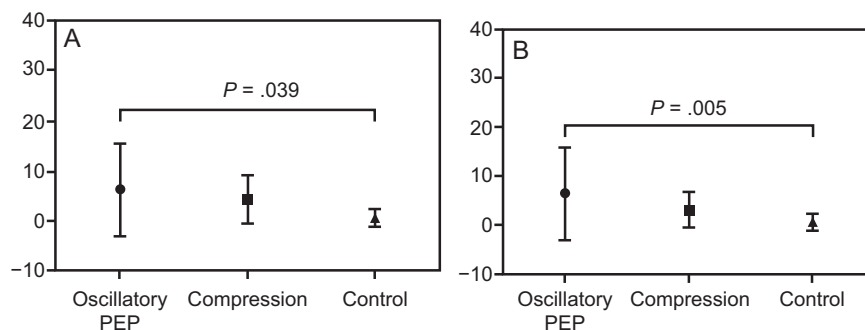 A
40
30
20
10
0
−10
P = .039
Oscillatory
PEP
Compression
Control
B
40
30
20
10
0
−10
P = .005
Oscillatory
PEP
Compression
Control